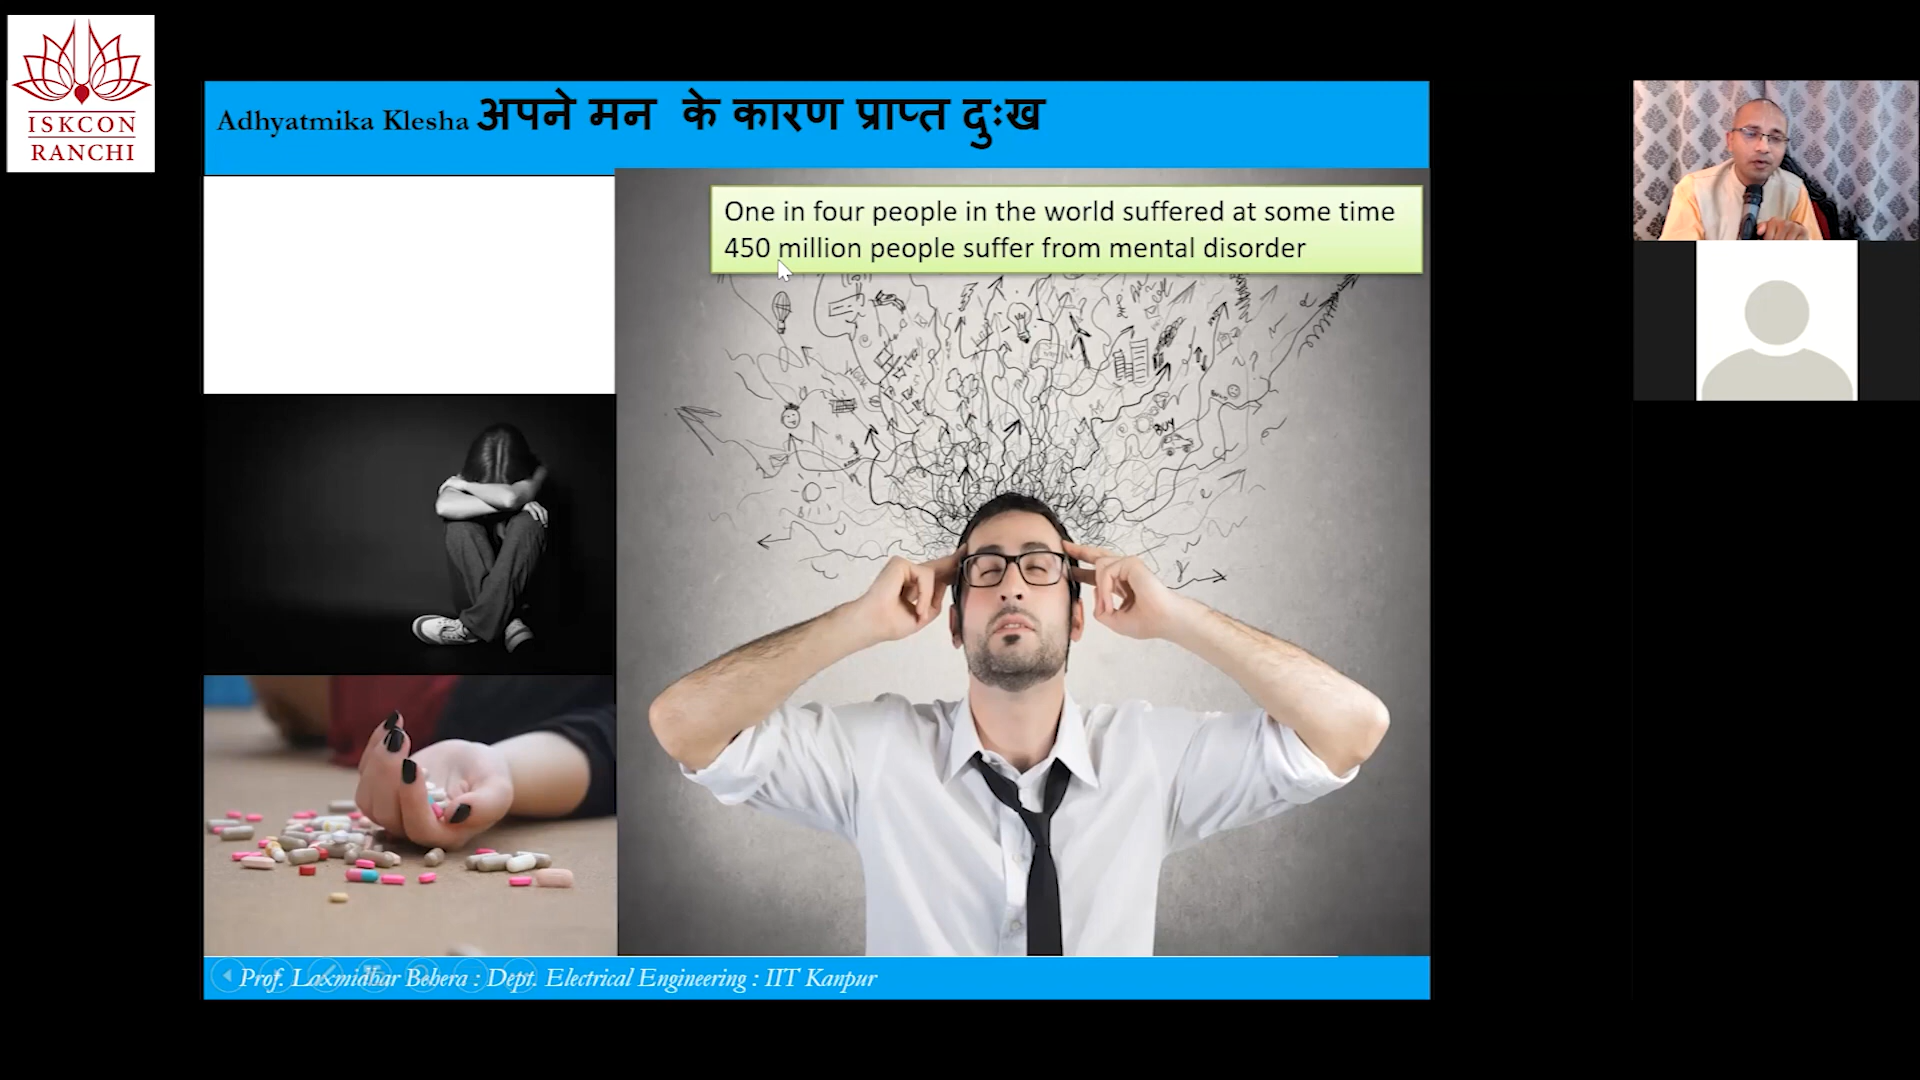 ISKCON
RANCHI
Adhyatmika Klesha अपने मन के कारण प्राप्त दुःख
One in four people in the world suffered at some time
450 million people suffer from mental disorder
BUY
Prof. Laxmidhar Behera : Dept. Electrical Engineering : IIT Kanpur